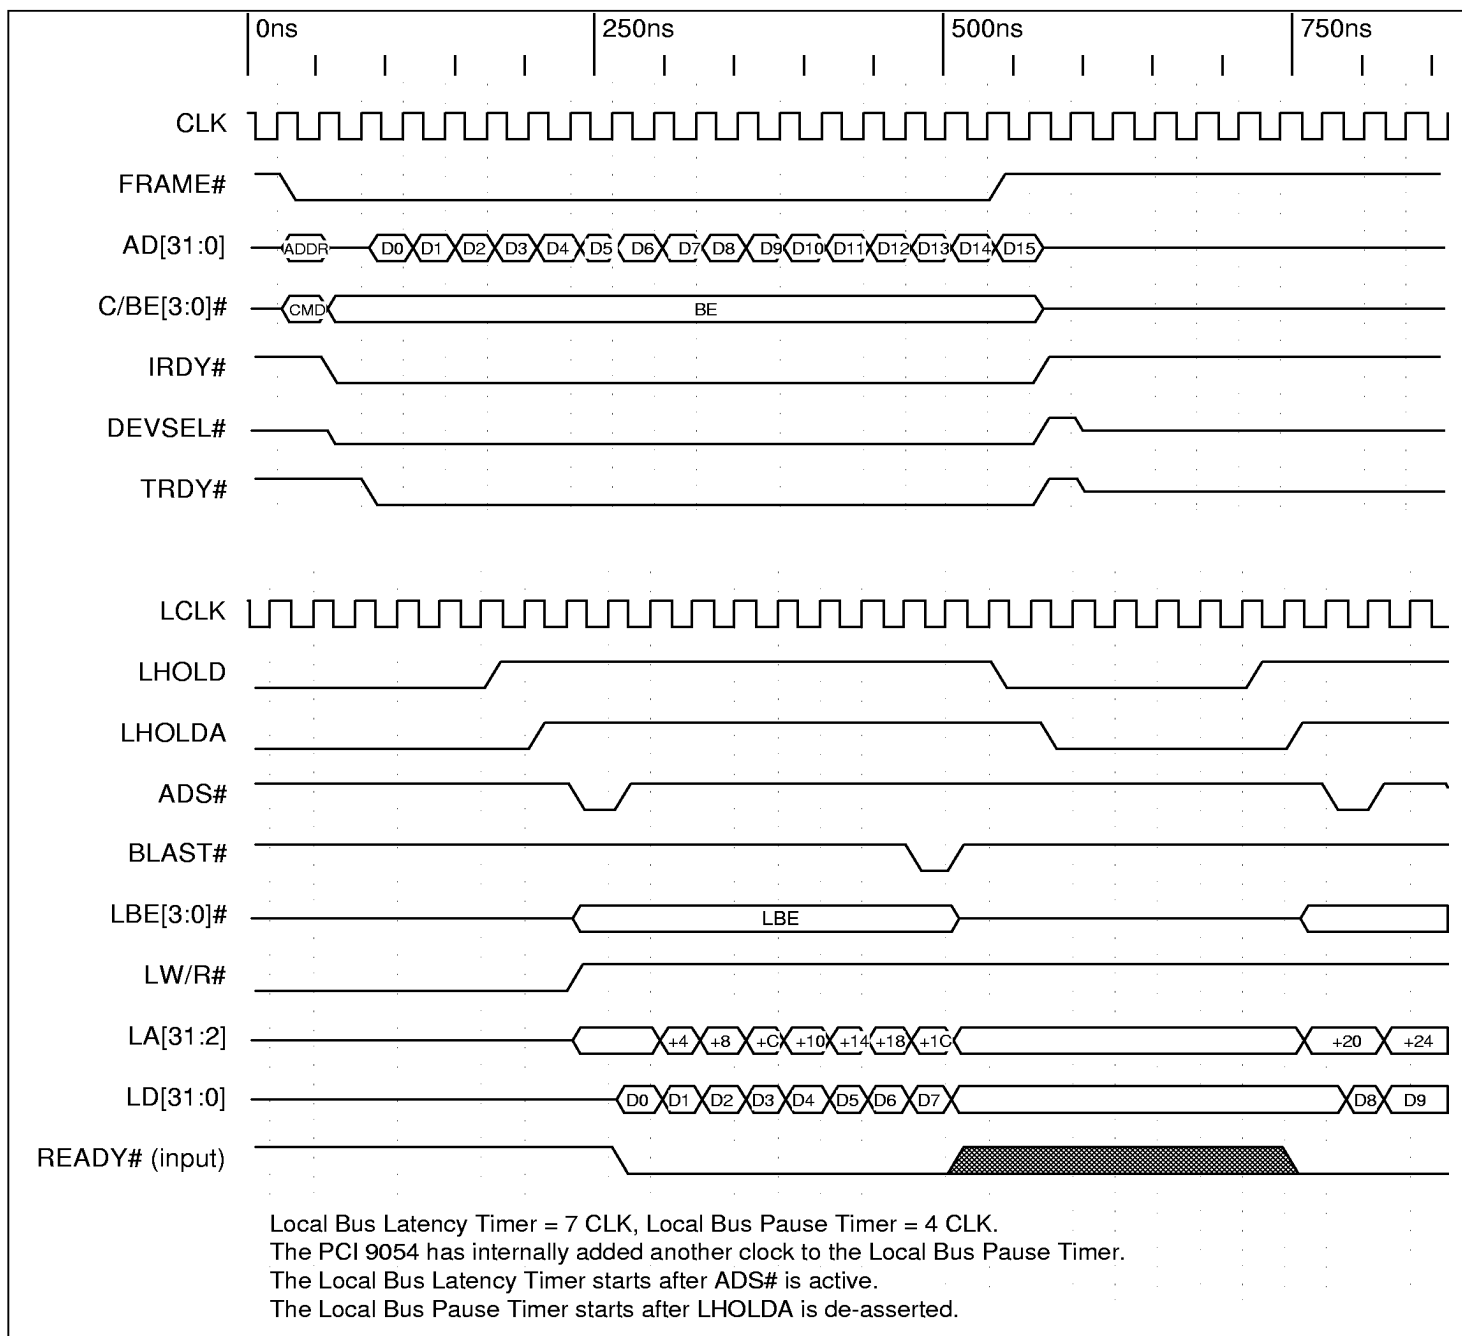 0ns 250ns 500ns 750ns
CLK
FRAME#
AD[31:0] ADDR D0 D1 D2 D3 D4 D5 D6 D7 D8 D9 D10 D11 D12 D13 D14 D15
C/BE[3:0]# CMD BE
IRDY#
DEVSEL#
TRDY#
LCLK
LHOLD
LHOLDA
ADS#
BLAST#
LBE[3:0]# LBE
LW/R#
LA[31:2] +4 +8 +C +10 +14 +18 +1C +20 +24
LD[31:0] D0 D1 D2 D3 D4 D5 D6 D7 D8 D9
READY# (input)
Local Bus Latency Timer = 7 CLK, Local Bus Pause Timer = 4 CLK.
The PCI 9054 has internally added another clock to the Local Bus Pause Timer.
The Local Bus Latency Timer starts after ADS# is active.
The Local Bus Pause Timer starts after LHOLDA is de-asserted.